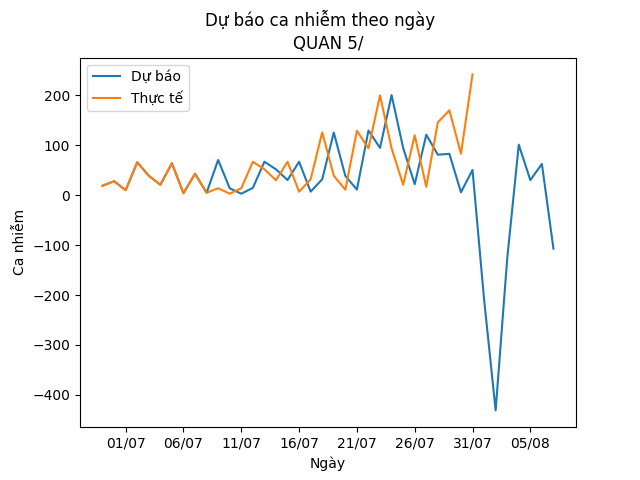 Dự báo ca nhiễm theo ngày
QUAN 5/
Dự báo
Thực tế
Ca nhiễm
200
100
0
−100
−200
−300
−400
01/07 06/07 11/07 16/07 21/07 26/07 31/07 05/08
Ngày